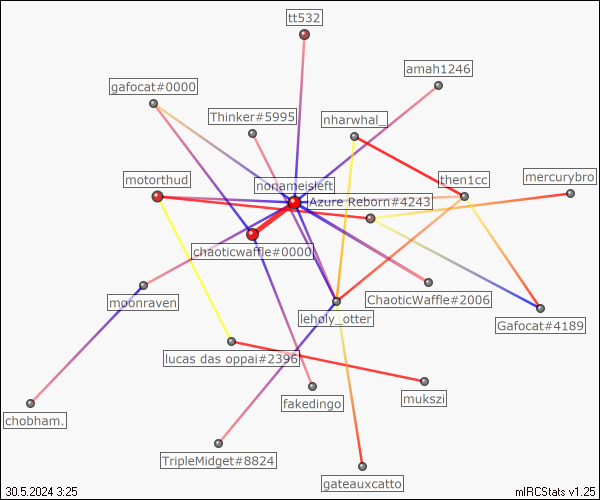 tt532
amah1246
gafocat#0000
Thinker#5995
nharwhal_
motorthud
nonameisleft
then1cc
mercurybro
Azure Reborn#4243
chaoticwaffle#0000
moonraven
ChaoticWaffle#2006
leholy_otter
Gafocat#4189
lucas das oppai#2396
mukszi
fakedingo
chobham.
TripleMidget#8824
gateauxcatto
30.5.2024 3:25
mIRCStats v1.25